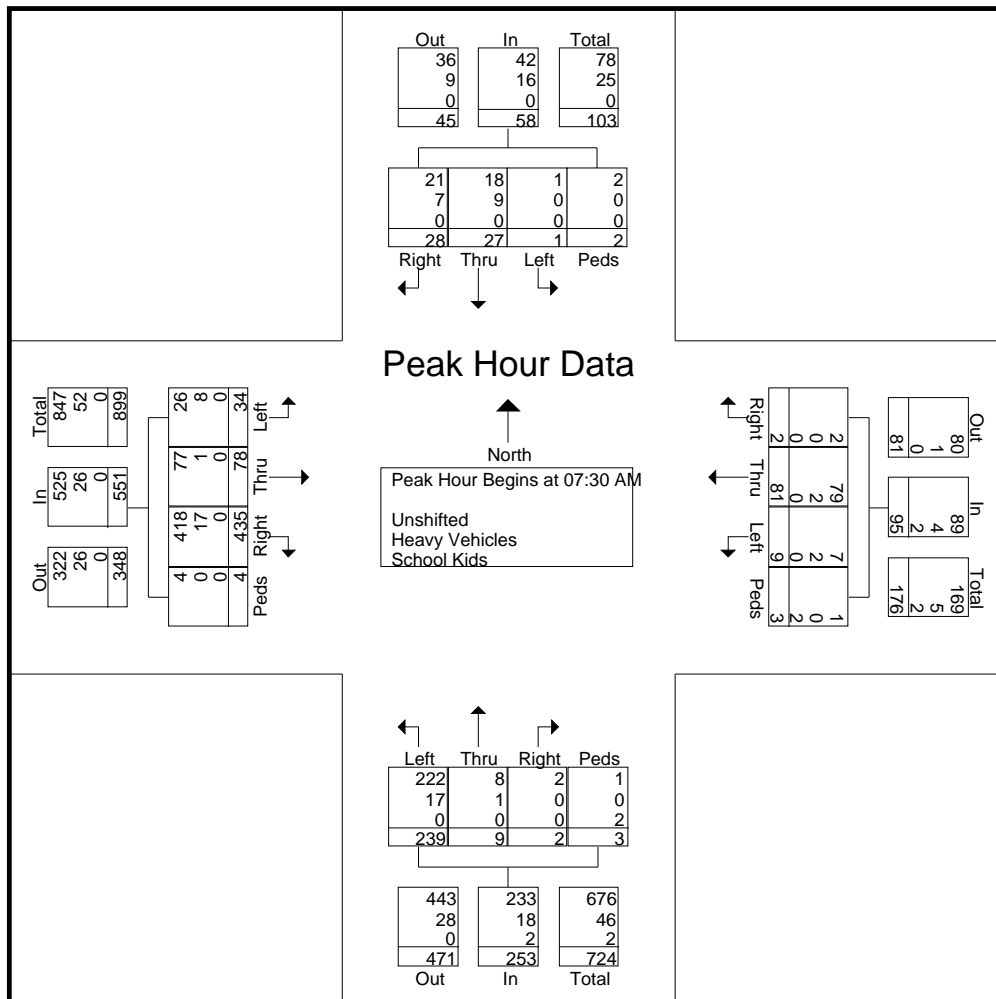 Out In Total
36 42 78
9 16 25
0 0 0
45 58 103
21 18 1 2
7 9 0 0
0 0 0 0
28 27 1 2
Right Thru Left Peds
Peak Hour Data
North
Peak Hour Begins at 07:30 AM
Unshifted
Heavy Vehicles
School Kids
Total
847
52
0
899
In
525
26
0
551
Out
322
26
0
348
26
8
0
34
Left
77
1
0
78
Thru
418
17
0
435
Right
4
0
0
4
Peds
Right
2
0
0
2
Thru
79
2
0
81
Left
7
2
0
9
Peds
1
0
2
3
Out
80
1
0
81
In
89
4
2
95
Total
169
5
2
176
Left Thru Right Peds
222 8 2 1
17 1 0 0
0 0 0 2
239 9 2 3
443 233 676
28 18 46
0 2 2
471 253 724
Out In Total